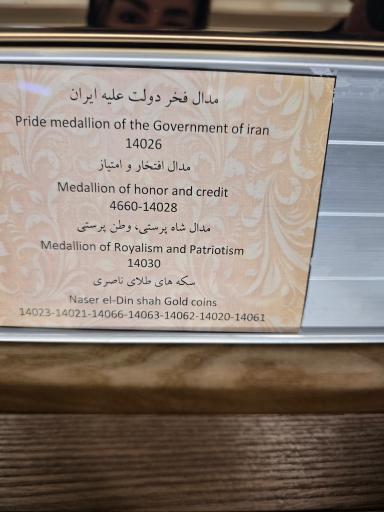 مدال فخر دولت علیه ایران
Pride medallion of the Government of iran
14026
مدال افتخار و امتیاز
Medallion of honor and credit
4660-14028
مدال شاه پرستی، وطن پرستی
Medallion of Royalism and Patriotism
14030
سکه های طلای ناصری
Naser el-Din shah Gold coins
14023-14021-14066-14063-14062-14020-14061